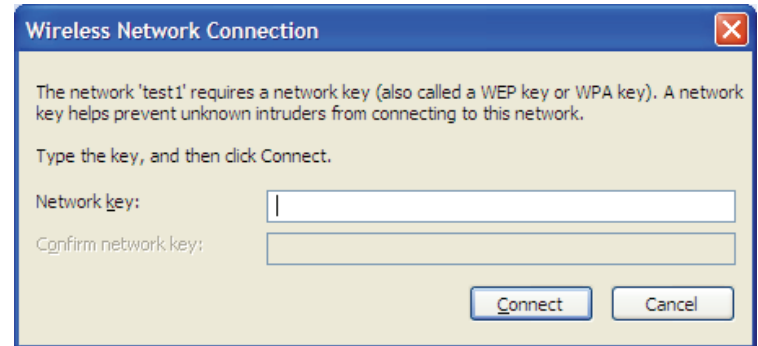 Wireless Network Connection
The network 'test1' requires a network key (also called a WEP key or WPA key). A network
key helps prevent unknown intruders from connecting to this network.
Type the key, and then click Connect.
Network key:
Confirm network key:
Connect Cancel